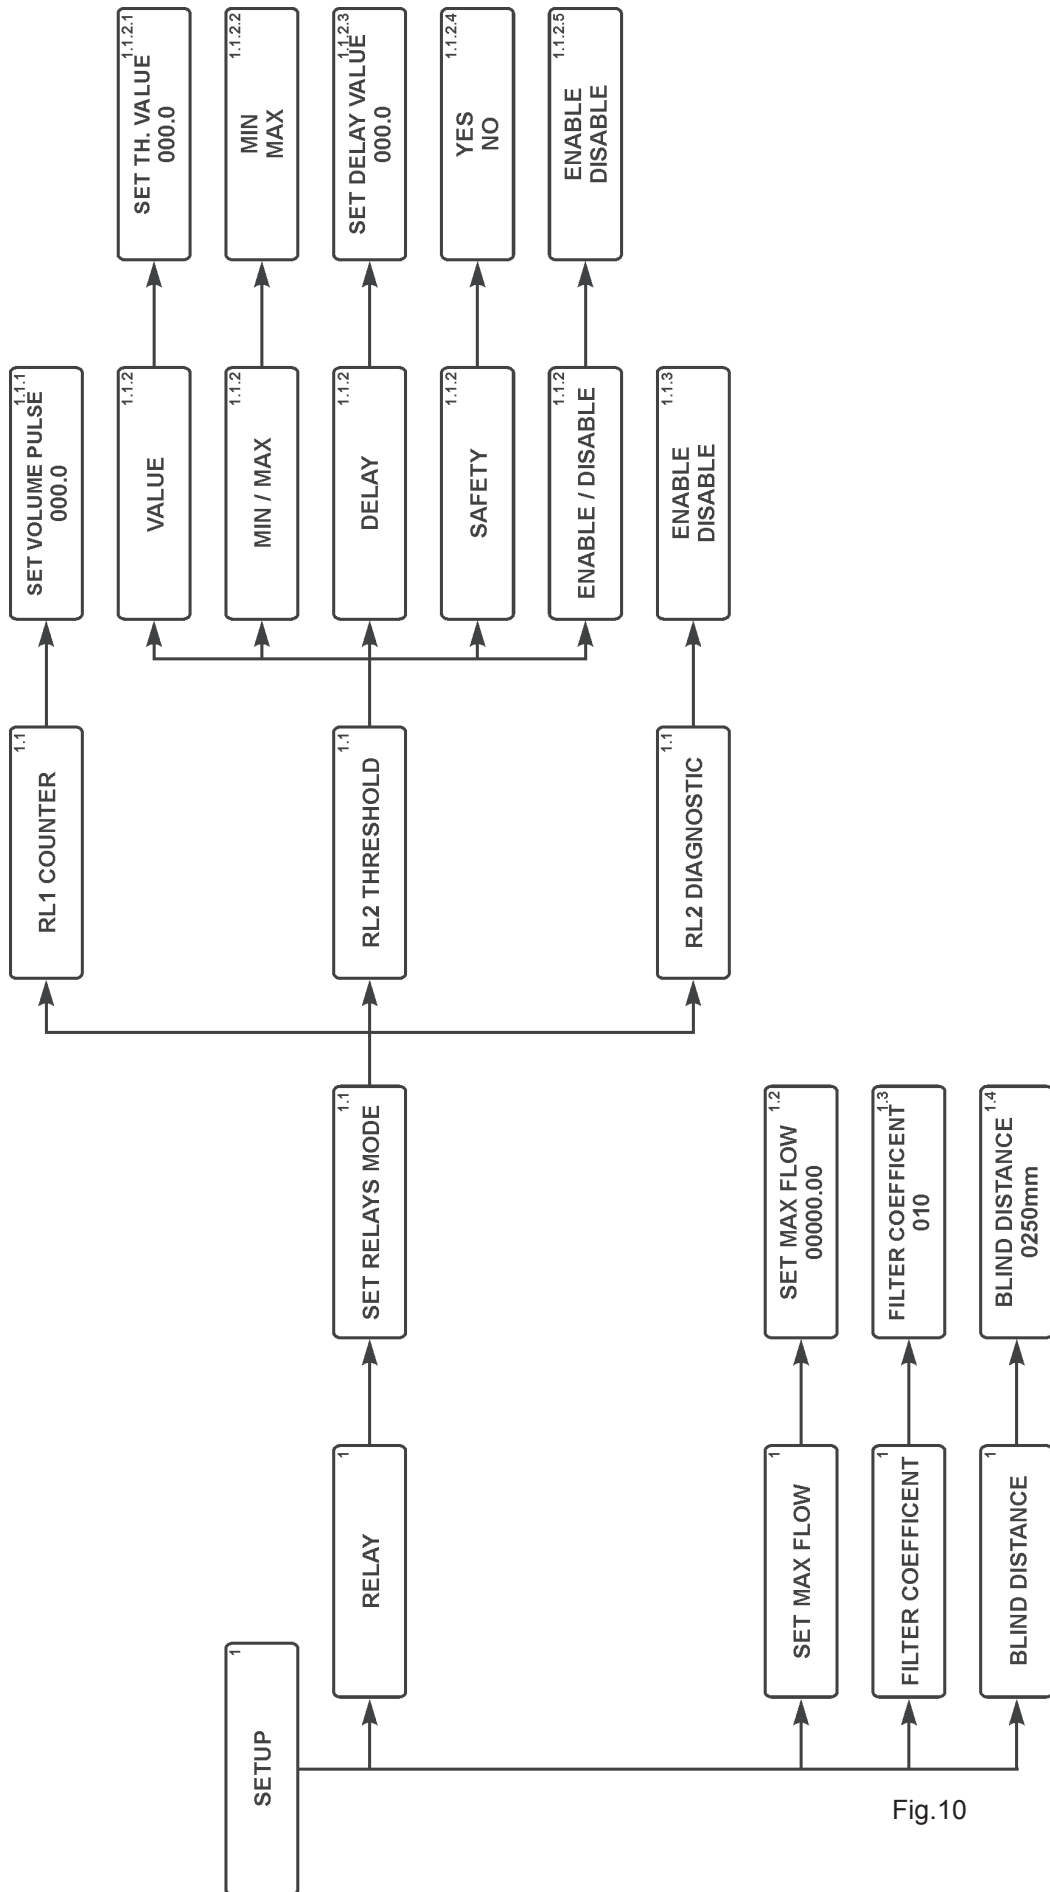 SETUP
1
RELAY
1
SET RELAYS MODE
1.1
RL1 COUNTER
1.1
SET VOLUME PULSE
000.0
1.1.1
RL2 THRESHOLD
1.1
VALUE
1.1.2
SET TH. VALUE
000.0
1.1.2.1
MIN / MAX
1.1.2
MIN
MAX
1.1.2.2
DELAY
1.1.2
SET DELAY VALUE
000.0
1.1.2.3
SAFETY
1.1.2
YES
NO
1.1.2.4
ENABLE / DISABLE
1.1.2
ENABLE
DISABLE
1.1.2.5
RL2 DIAGNOSTIC
1.1
ENABLE
DISABLE
1.1.3
SET MAX FLOW
1
SET MAX FLOW
00000.00
1.2
FILTER COEFFICENT
1
FILTER COEFFICENT
010
1.3
BLIND DISTANCE
1
BLIND DISTANCE
0250mm
1.4
Fig.10